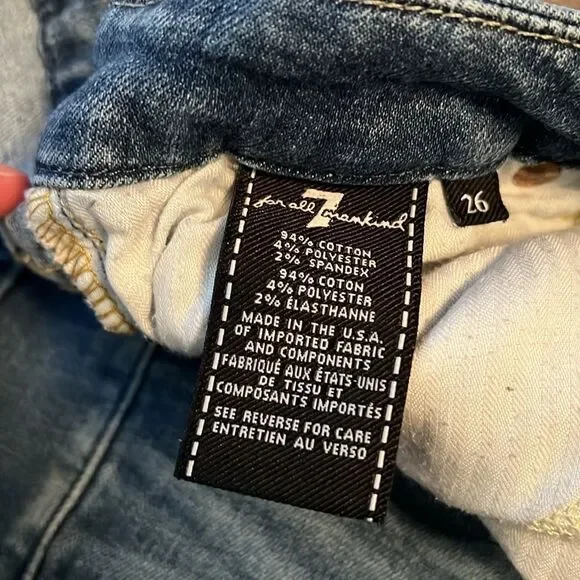 7
for all mankind
26
94% COTTON
4% POLYESTER
2% SPANDEX
94% COTON
4% POLYESTER
2% ÉLASTHANNE
MADE IN THE U.S.A.
OF IMPORTED FABRIC
AND COMPONENTS
FABRIQUÉ AUX ÉTATS-UNIS
DE TISSU ET
COMPOSANTS IMPORTÉS
SEE REVERSE FOR CARE
ENTRETIEN AU VERSO